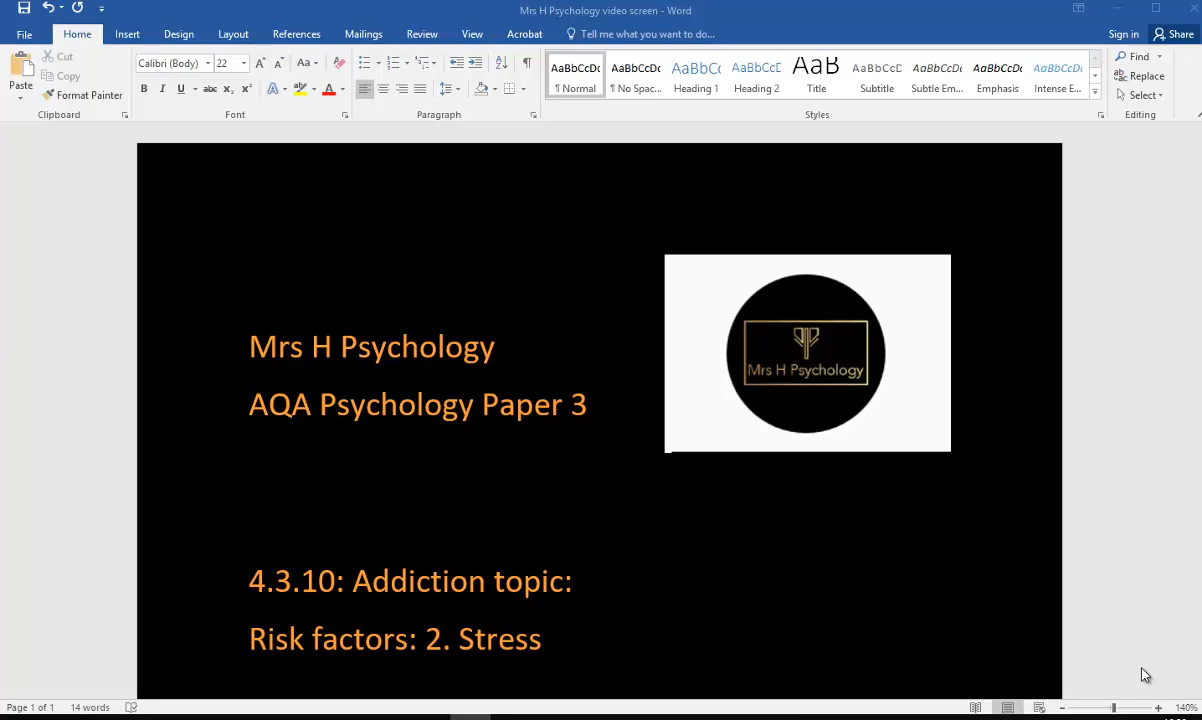 Mrs H Psychology video screen - Word
File Home Insert Design Layout References Mailings Review View Acrobat Tell me what you want to do... Sign in Share
Cut
Copy
Format Painter
Paste
Clipboard
Calibri (Body) 22
Font
Paragraph
AaBbCcDc AaBbCcDc AaBbCc AaBbCcD AaB AaBbCcD AaBbCcDc AaBbCcDc AaBbCcDc
¶ Normal ¶ No Spac... Heading 1 Heading 2 Title Subtitle Subtle Em... Emphasis Intense E...
Styles
Find
Replace
Select
Editing
Mrs H Psychology
AQA Psychology Paper 3
Mrs H Psychology
4.3.10: Addiction topic:
Risk factors: 2. Stress
Page 1 of 1 14 words 140%